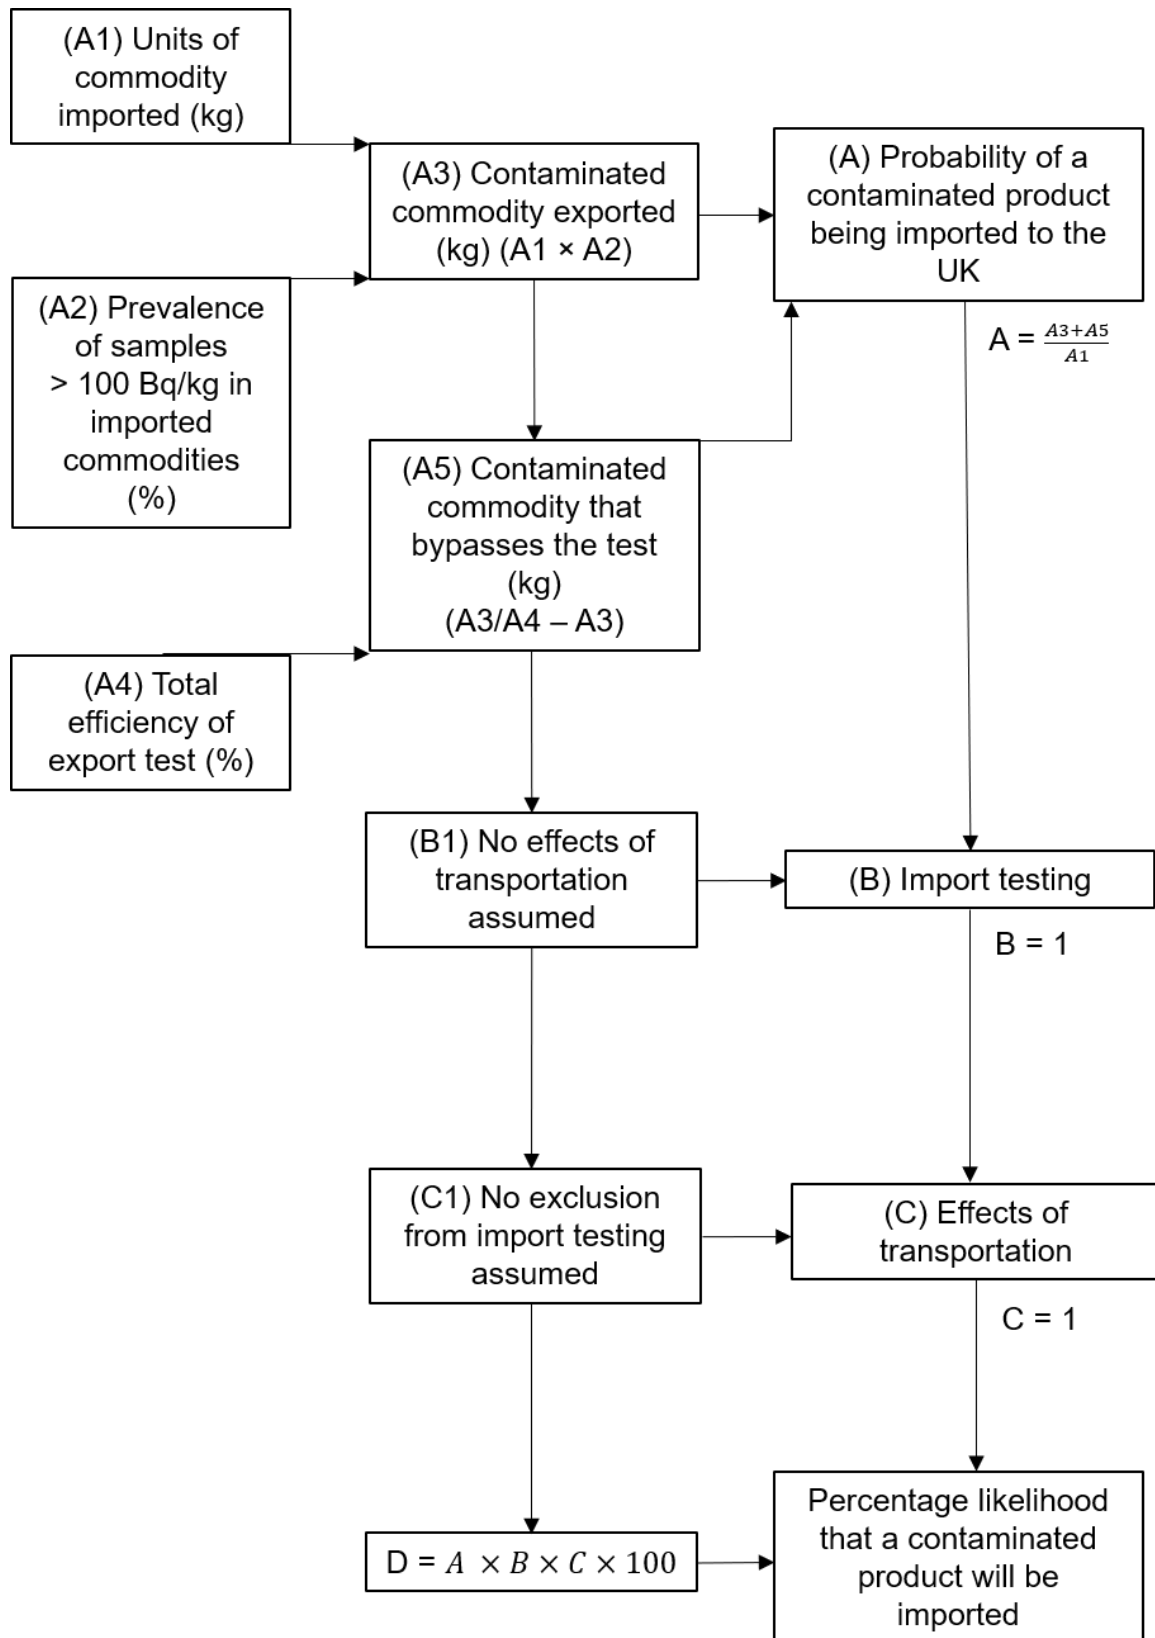 (A1) Units of
commodity
imported (kg)
(A3) Contaminated
commodity exported
(kg) (A1 × A2)
(A) Probability of a
contaminated product
being imported to the
UK
(A2) Prevalence
of samples
> 100 Bq/kg in
imported
commodities
(%)
A = \frac{A3+A5}{A1}
(A5) Contaminated
commodity that
bypasses the test
(kg)
(A3/A4 – A3)
(A4) Total
efficiency of
export test (%)
(B1) No effects of
transportation
assumed
(B) Import testing
B = 1
(C1) No exclusion
from import testing
assumed
(C) Effects of
transportation
C = 1
D = A × B × C × 100
Percentage likelihood
that a contaminated
product will be
imported